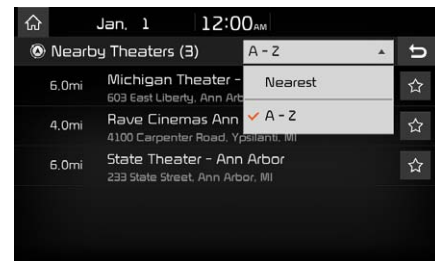 Jan. 1 12:00 AM
Nearby Theaters (3) A - Z
Nearest
A - Z
6.0mi Michigan Theater -
603 East Liberty, Ann Arb
4.0mi Rave Cinemas Ann
4100 Carpenter Road, Ypsilanti, MI
6.0mi State Theater - Ann Arbor
233 State Street, Ann Arbor, MI